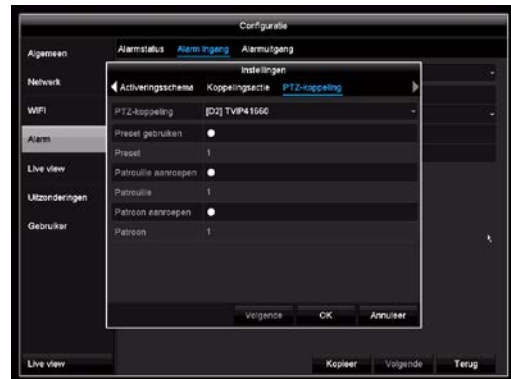 Configuratie
Algemeen
Netwerk
WIFI
Alarm
Live view
Uitzonderingen
Gebruiker
Live view
Alarmstatus Alarm Ingang Alarmuitgang
Instellingen
Activeringsschema Koppelingsactie PTZ-koppeling
PTZ-koppeling [D2] TVIP41660
Preset gebruiken
Preset 1
Patrouille aanroepen
Patrouille 1
Patroon aanroepen
Patroon 1
Volgende OK Annuleer
Kopieer Volgende Terug